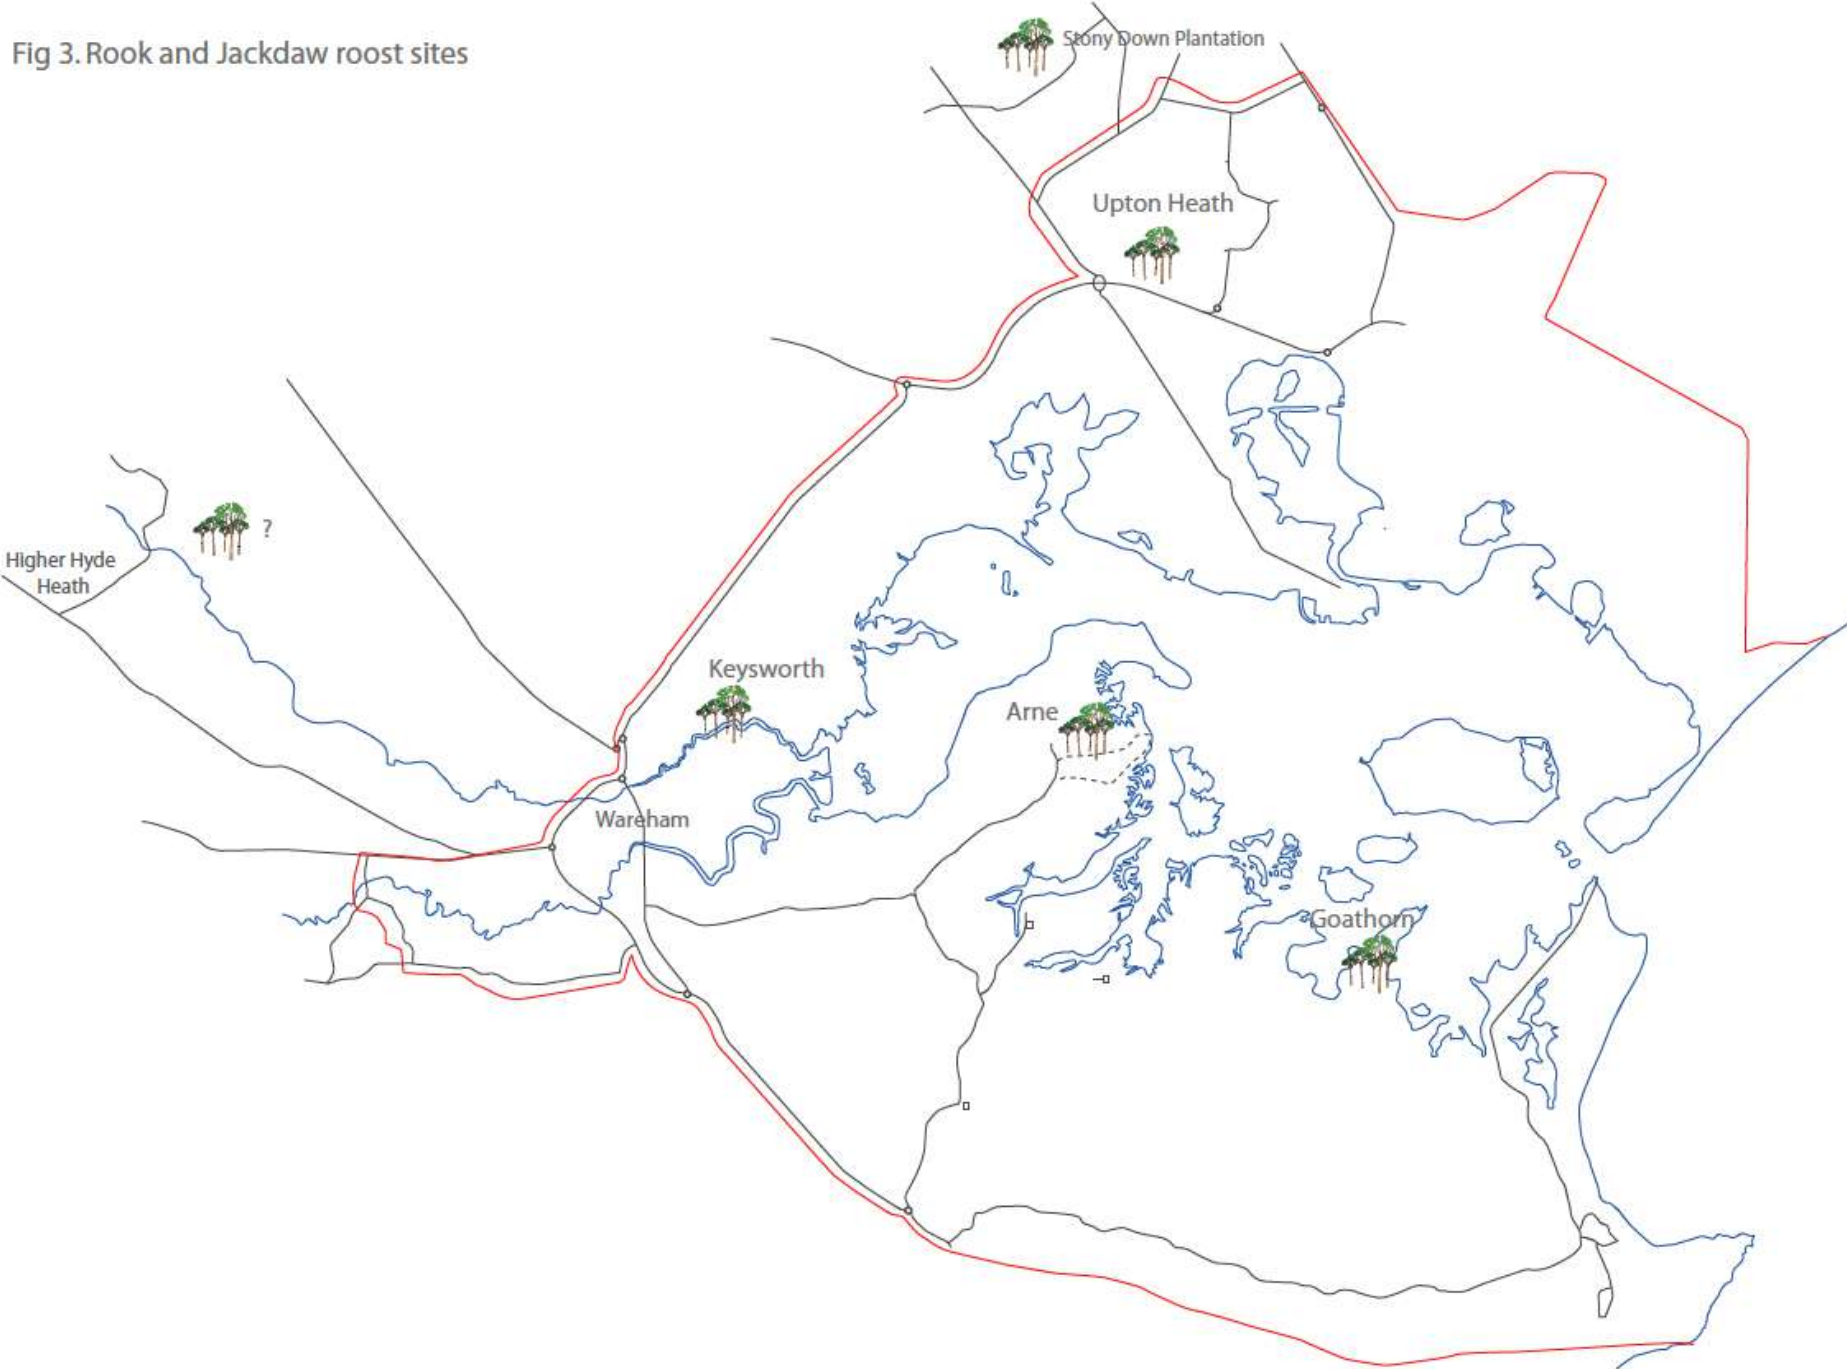 Fig 3. Rook and Jackdaw roost sites
Stony Down Plantation
Upton Heath
?
Higher Hyde
Heath
Keysworth
Arne
Wareham
Goathorn